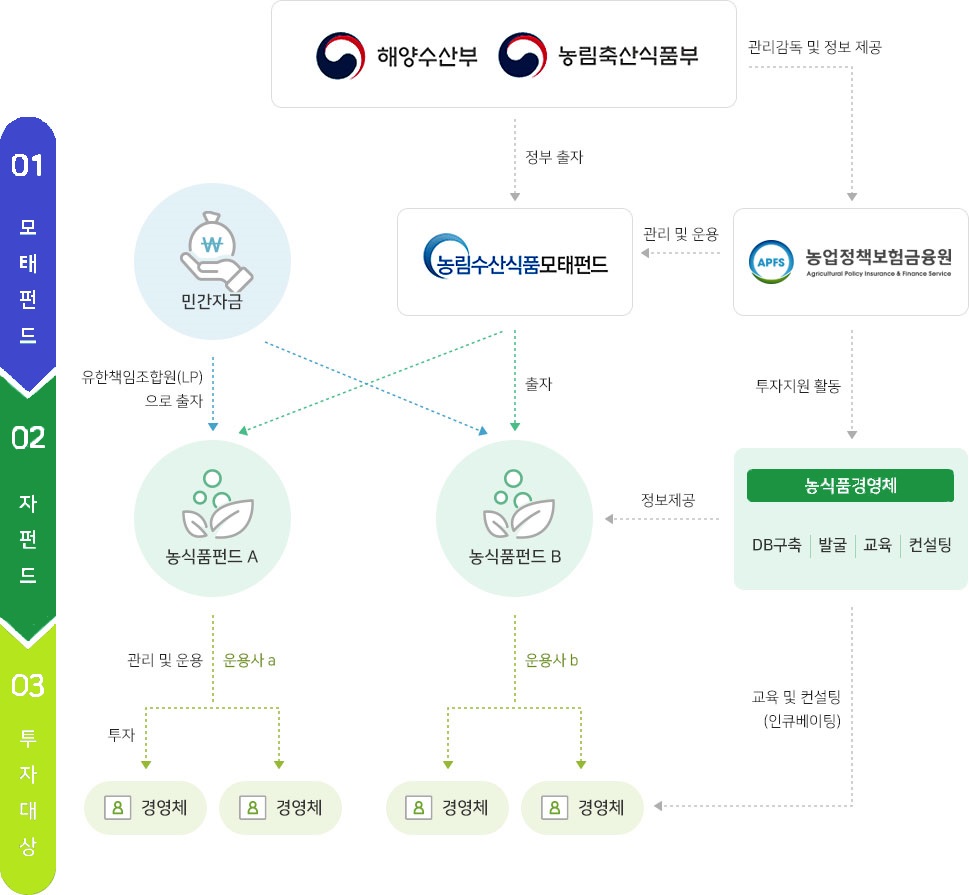 해양수산부
농림축산식품부
관리감독 및 정보 제공
정부 출자
01
모태펀드
민간자금
농림수산식품모태펀드
관리 및 운용
APFS
농업정책보험금융원
Agricultural Policy Insurance & Finance Service
유한책임조합원(LP)
으로 출자
출자
투자지원 활동
02
자펀드
농식품펀드 A
농식품펀드 B
정보제공
농식품경영체
DB구축 발굴 교육 컨설팅
관리 및 운용
운용사 a
운용사 b
03
투자대상
투자
교육 및 컨설팅
(인큐베이팅)
경영체
경영체
경영체
경영체